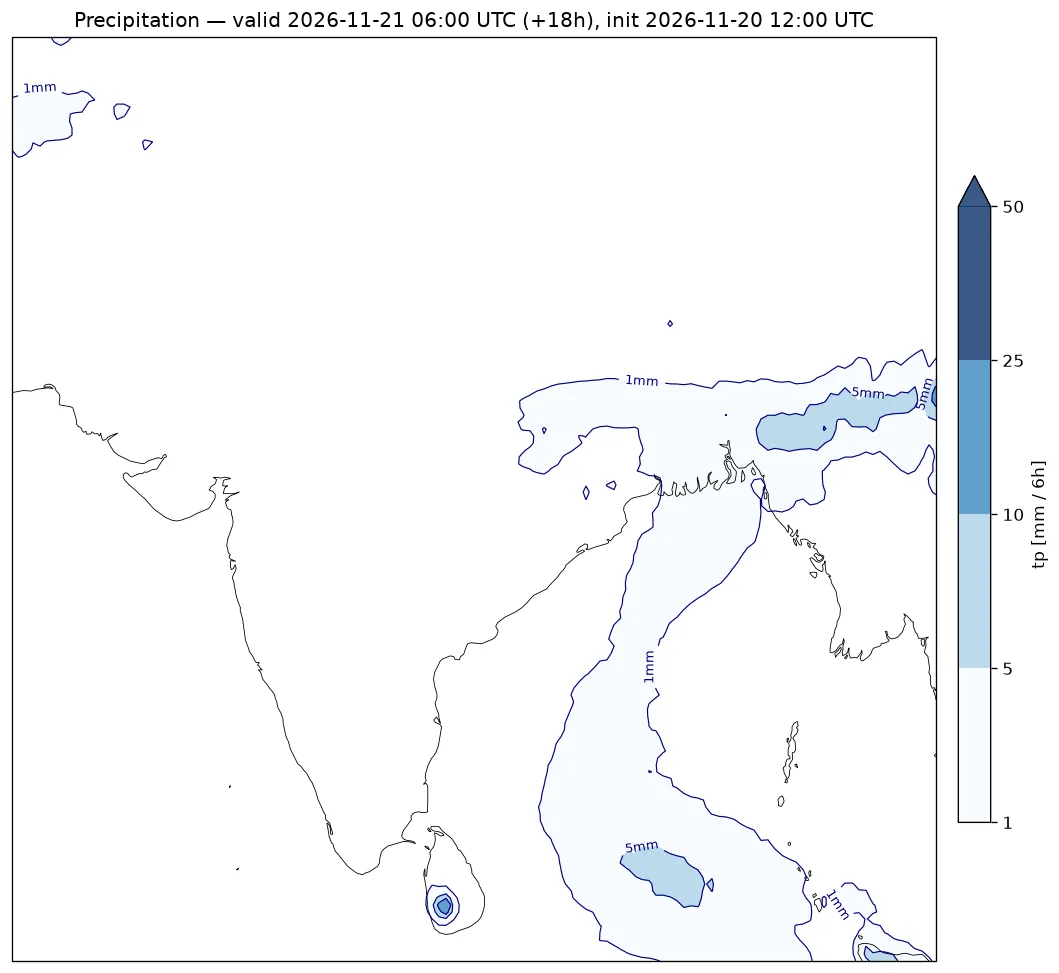 Precipitation — valid 2026-11-21 06:00 UTC (+18h), init 2026-11-20 12:00 UTC
1mm
1mm
5mm
5mm
1mm
5mm
1mm
50
25
10
5
1
tp [mm / 6h]